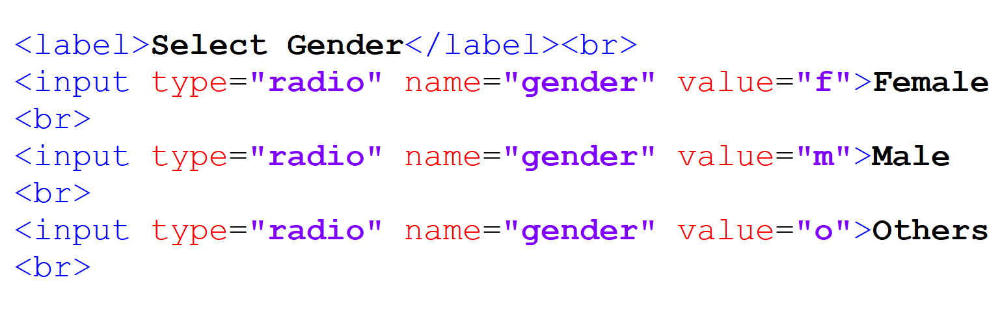 <label>Select Gender</label><br>
<input type="radio" name="gender" value="f">Female
<br>
<input type="radio" name="gender" value="m">Male
<br>
<input type="radio" name="gender" value="o">Others
<br>